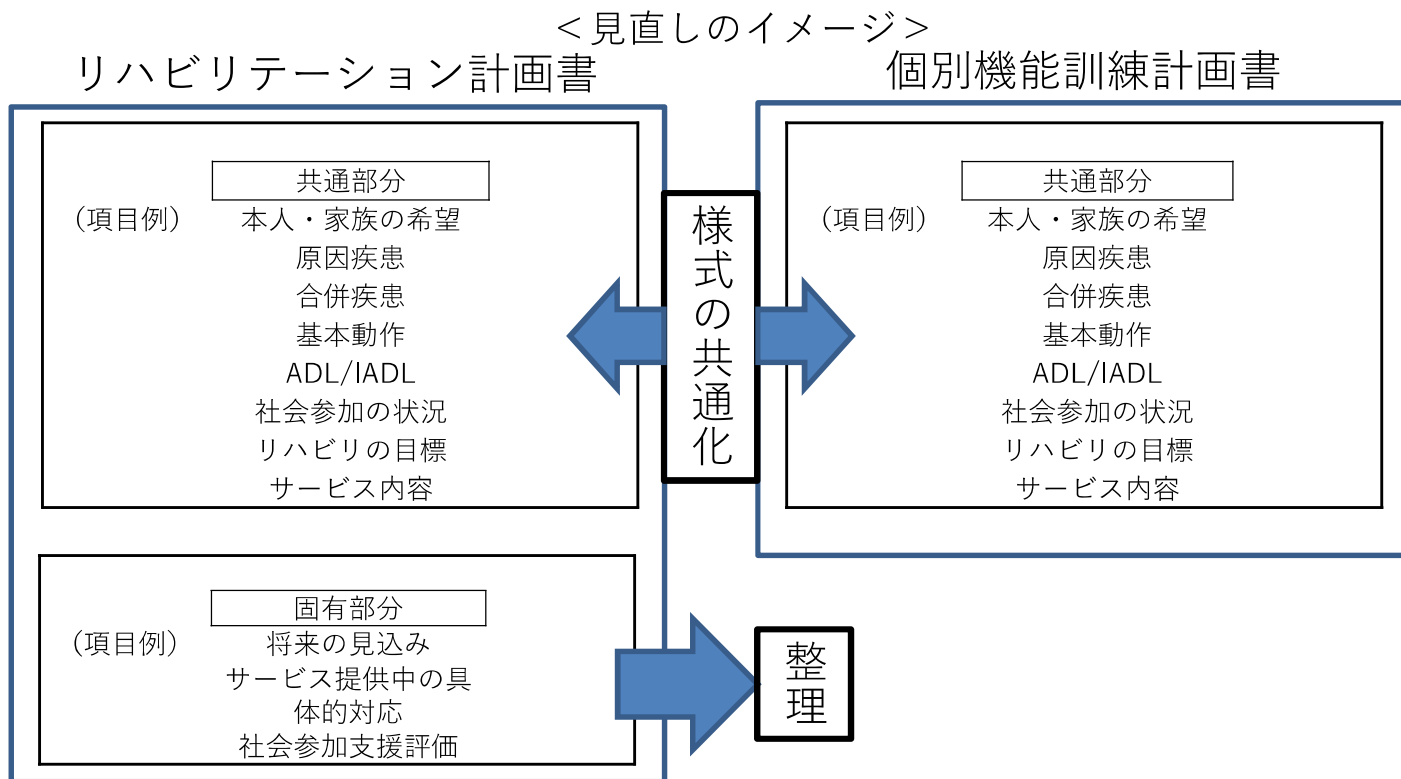 ＜見直しのイメージ＞
リハビリテーション計画書
共通部分
（項目例）
本人・家族の希望
原因疾患
合併疾患
基本動作
ADL/IADL
社会参加の状況
リハビリの目標
サービス内容
様式の共通化
個別機能訓練計画書
共通部分
（項目例）
本人・家族の希望
原因疾患
合併疾患
基本動作
ADL/IADL
社会参加の状況
リハビリの目標
サービス内容
固有部分
（項目例）
将来の見込み
サービス提供中の具
体的対応
社会参加支援評価
整理